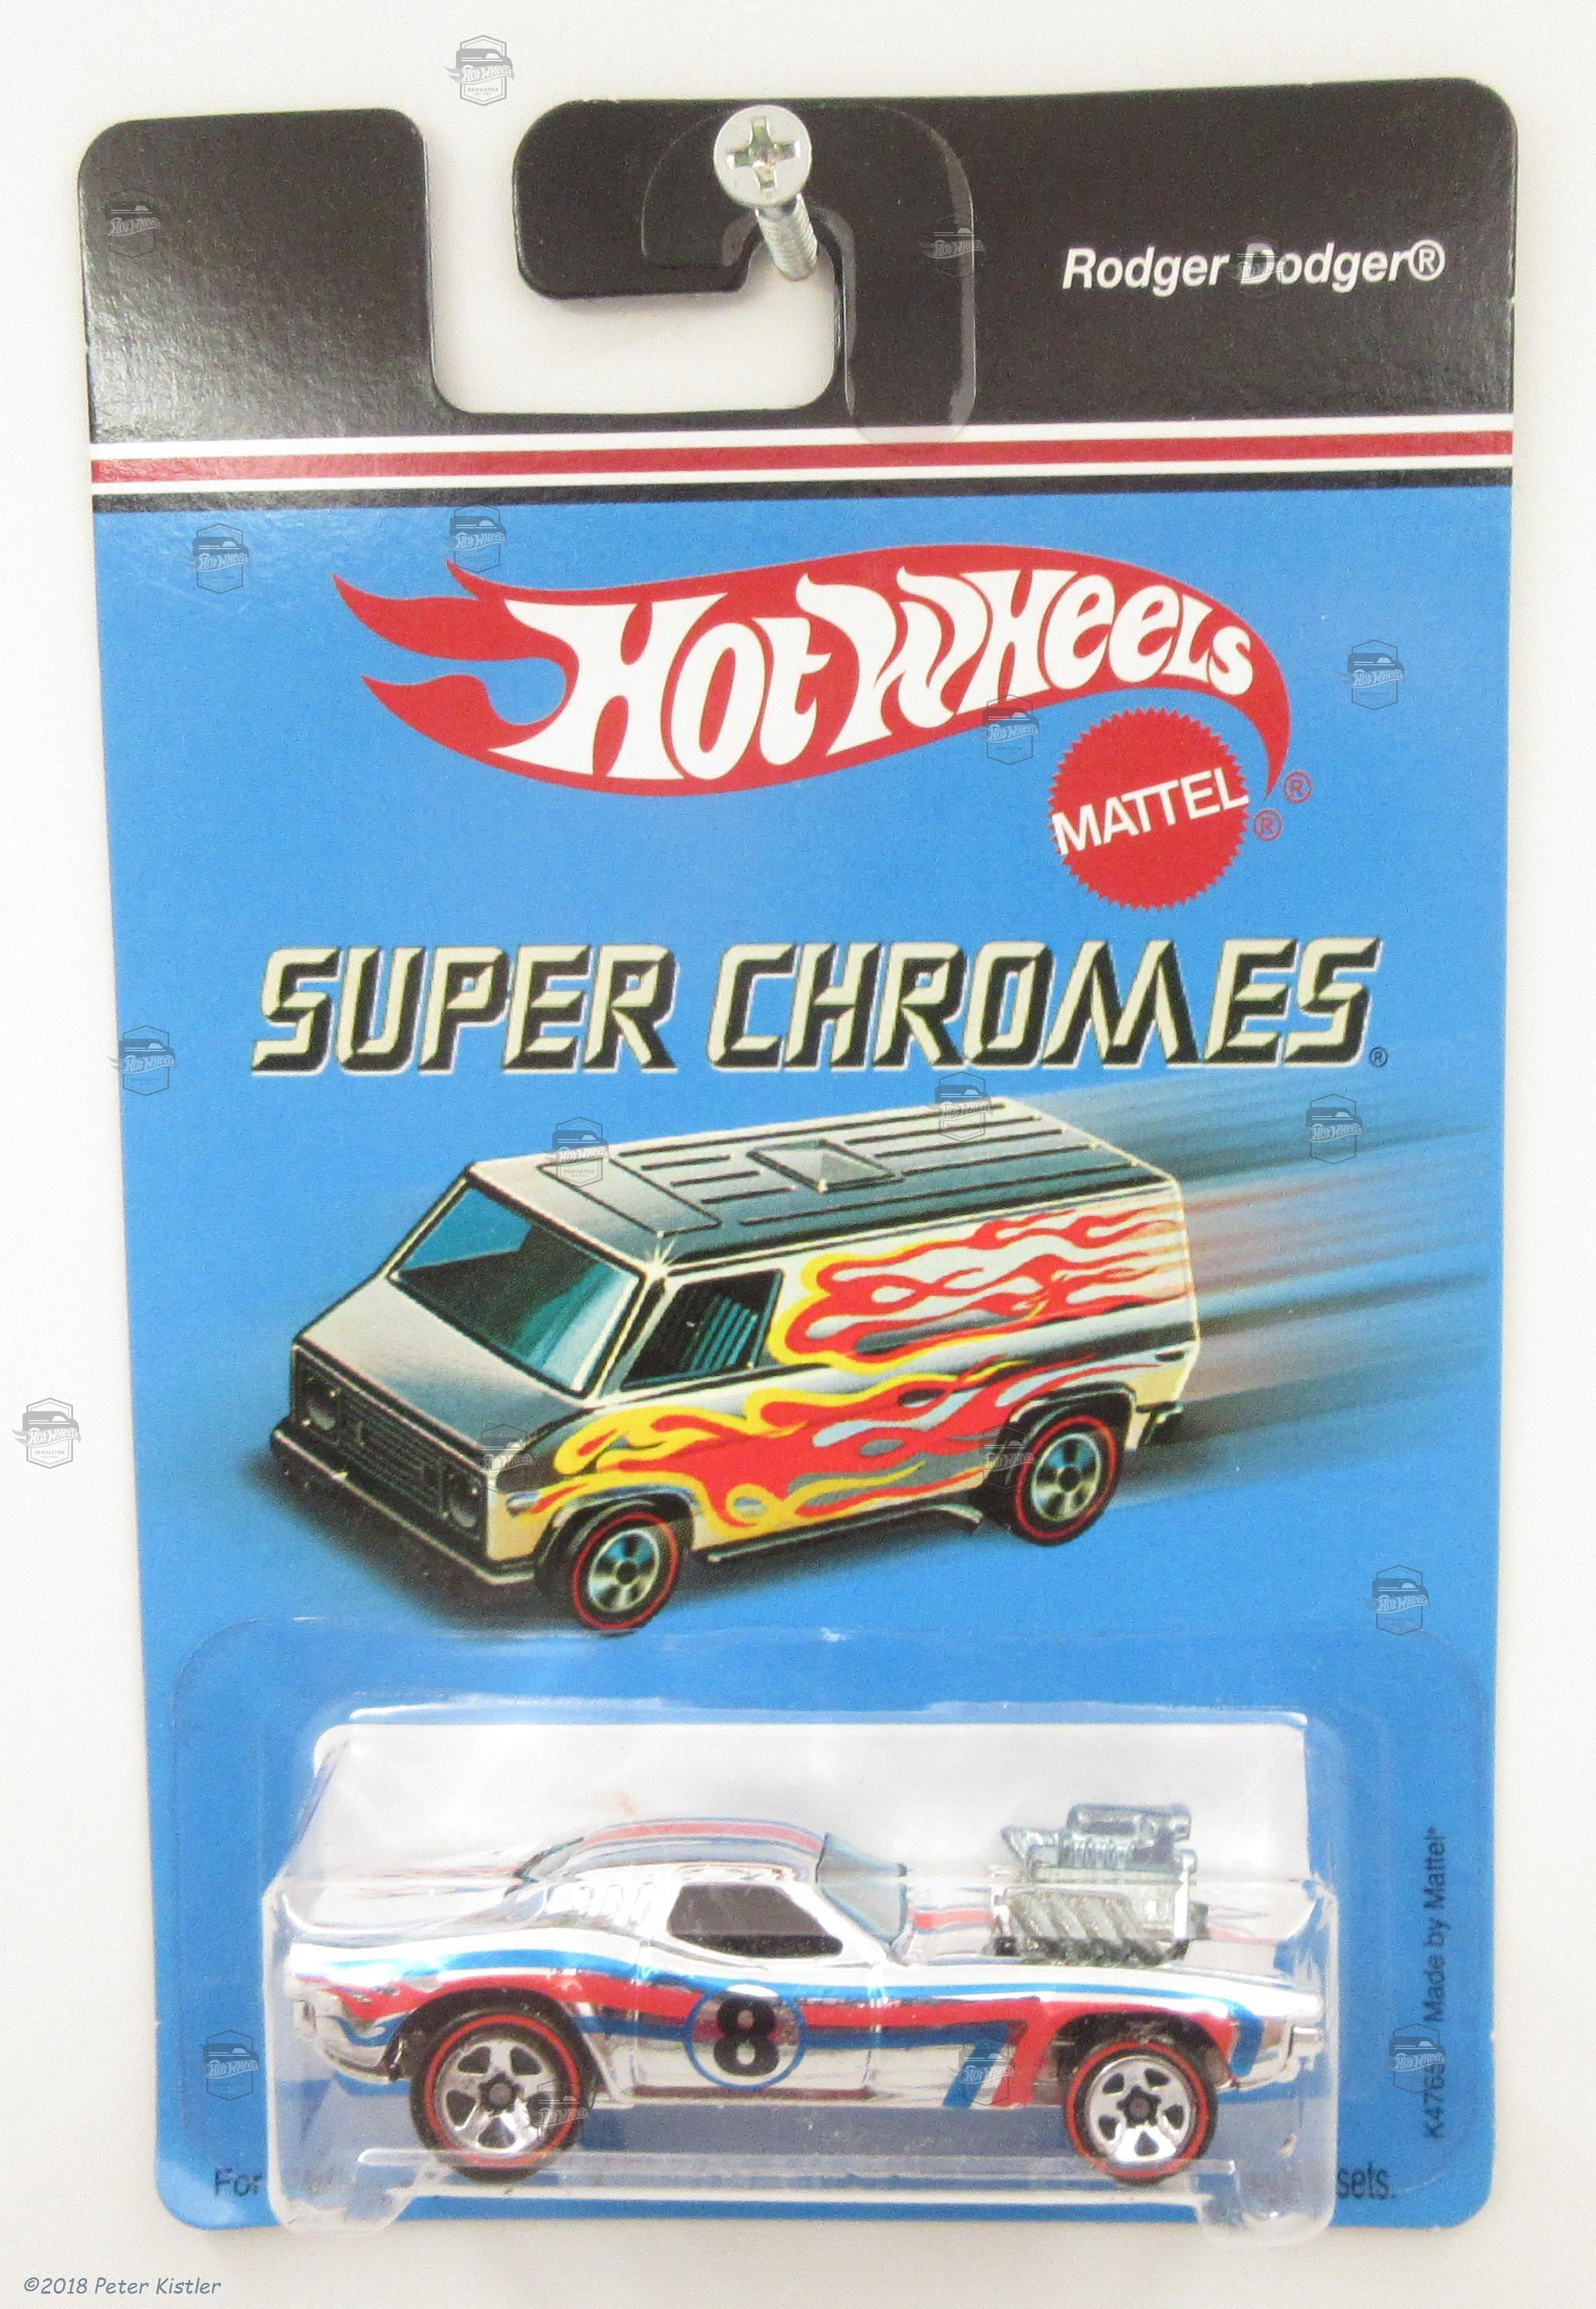 Rodger Dodger®
Hot Wheels®
MATTEL®
SUPER CHROMES®
8
Made by Mattel®
For
sets.
©2018 Peter Kistler